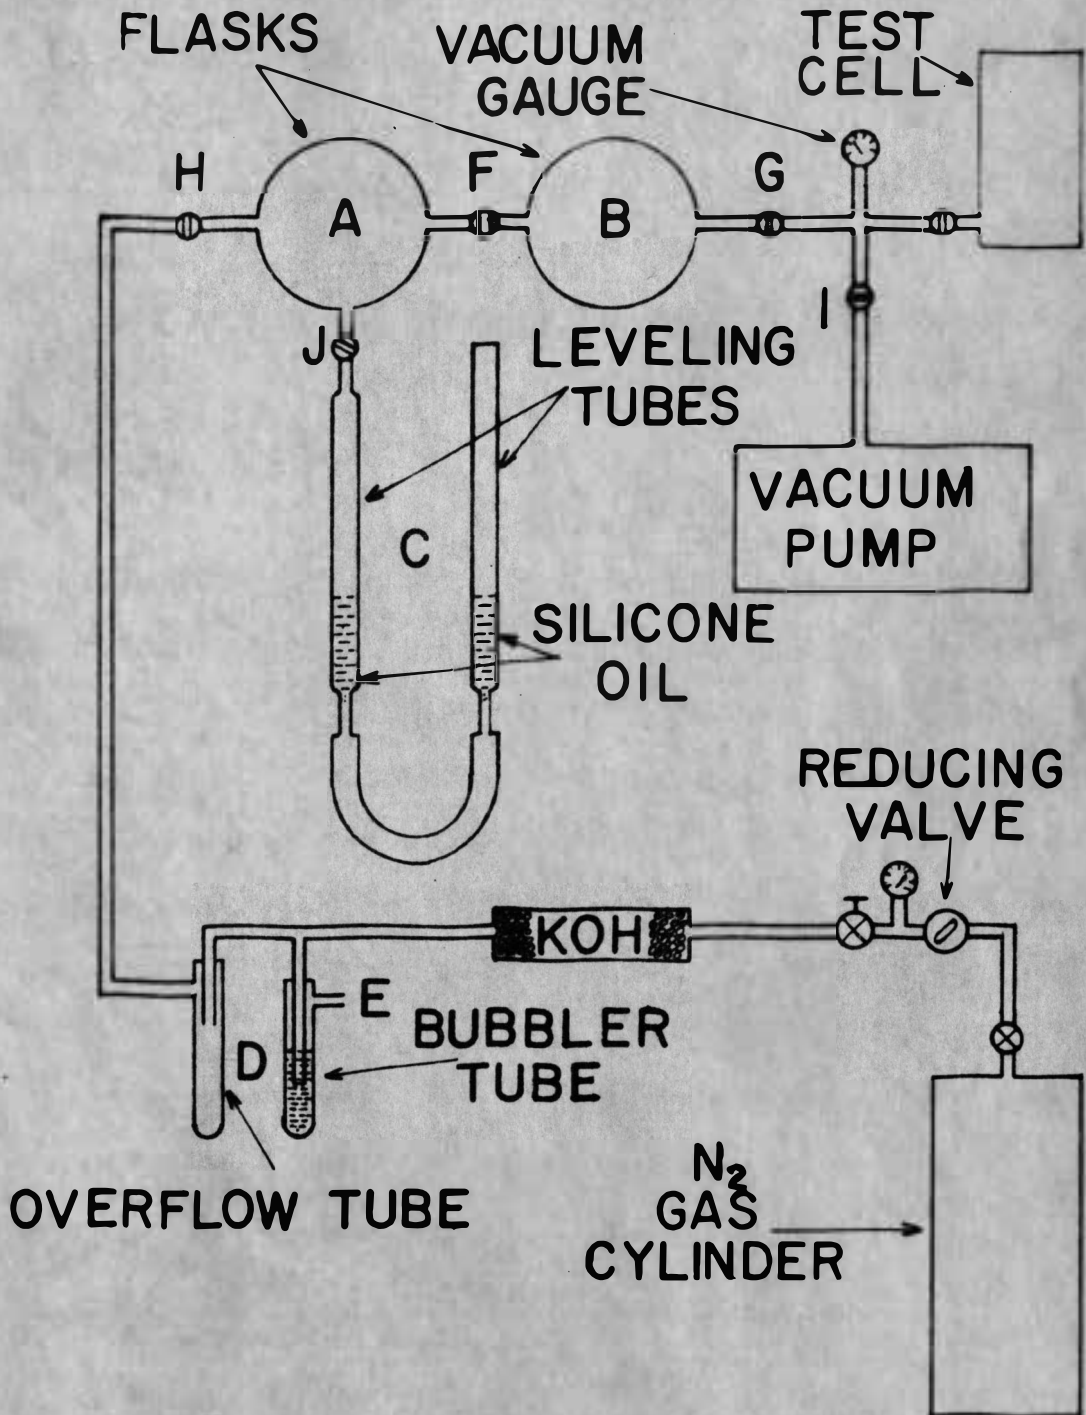 FLASKS
VACUUM
GAUGE
TEST
CELL
H
F
G
A
B
J
I
LEVELING
TUBES
VACUUM
PUMP
C
SILICONE
OIL
REDUCING
VALVE
KOH
E
D
BUBBLER
TUBE
OVERFLOW TUBE
N₂
GAS
CYLINDER